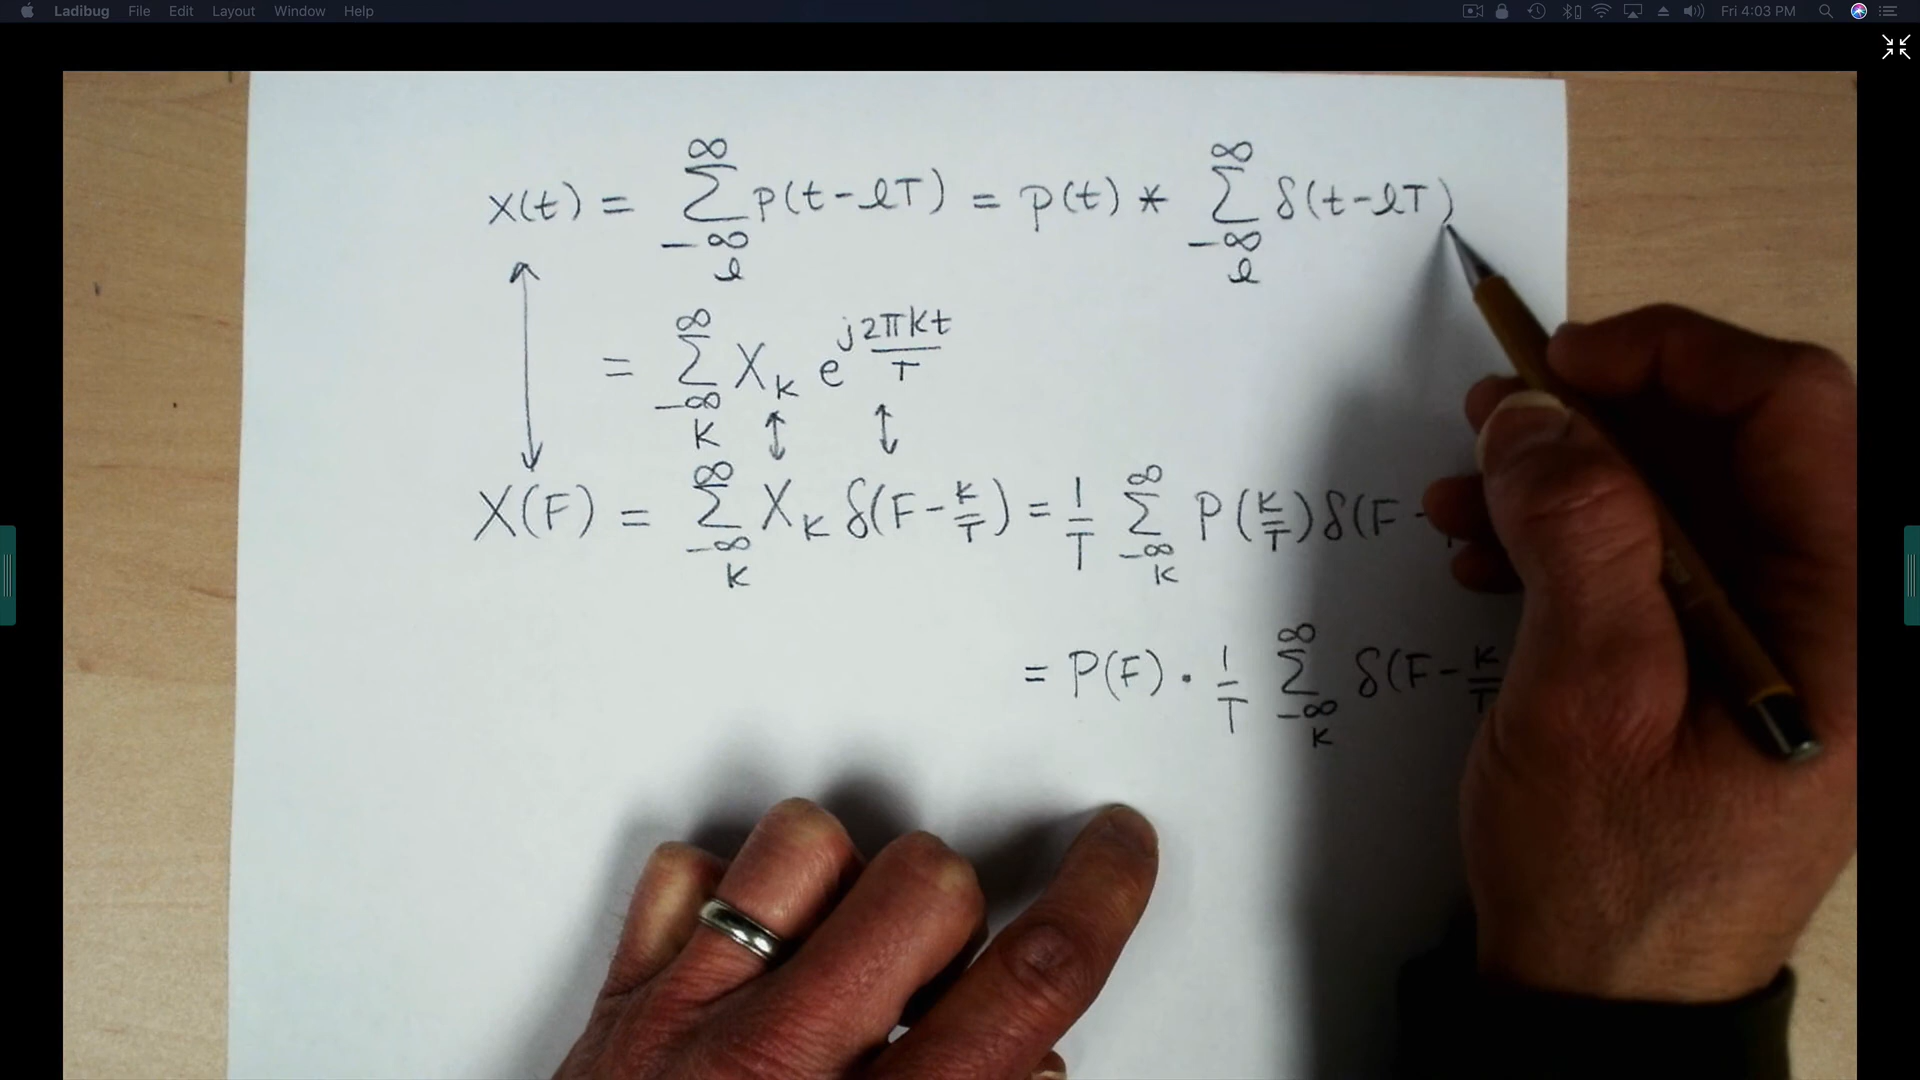 Ladibug File Edit Layout Window Help Fri 4:03 PM
x(t) = ∑_{-∞ ℓ}^{∞} p(t-ℓT) = p(t) * ∑_{-∞ ℓ}^{∞} δ(t-ℓT)
= ∑_{-∞ k}^{∞} X_k e^{j2πkt/T}
X(F) = ∑_{-∞ k}^{∞} X_k δ(F-k/T) = 1/T ∑_{-∞ k}^{∞} P(k/T) δ(F -
= P(F) · 1/T ∑_{-∞ k}^{∞} δ(F-k/T